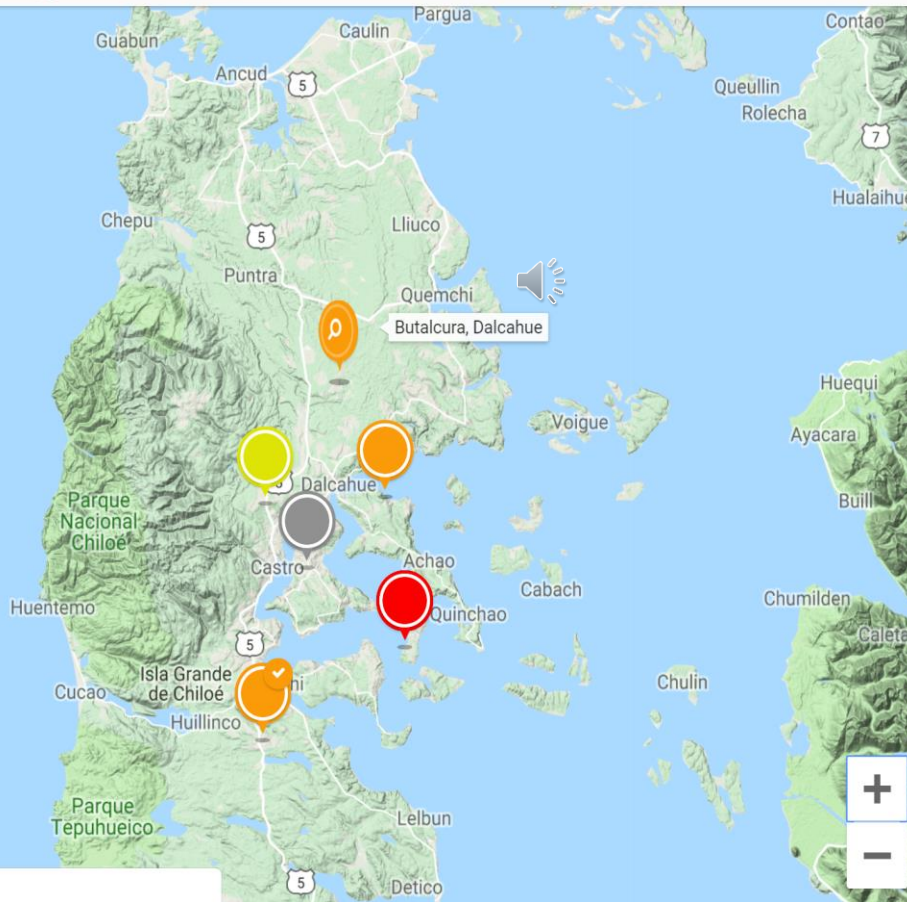 Pargua
Contao
Guabun
Caulin
Ancud
5
Queullin
Rolecha
7
Hualaihue
Chepu
Lliuco
5
Puntra
Quemchi
Butalcura, Dalcahue
Huequi
Voigue
Ayacara
Dalcahue
Parque
Nacional
Chiloé
Buill
Castro
Achao
Cabach
Huentemo
Quinchao
Chumilden
Caleta
5
Isla Grande
de Chiloé
Cucao
Chulin
Huillinco
Parque
Tepuhueico
Lelbun
5
Detico
+
−